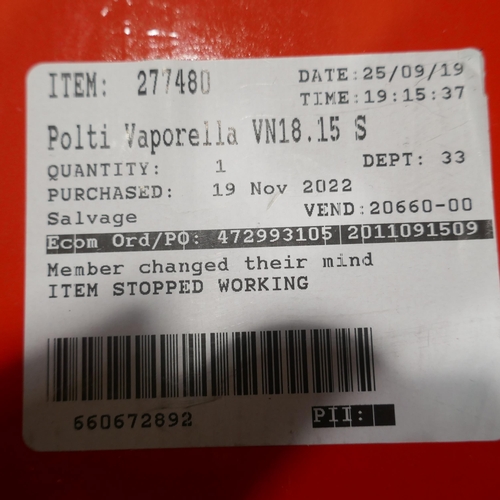 ITEM: 277480 DATE:25/09/19
TIME:19:15:37
Polti Vaporella VN18.15 S
QUANTITY: 1 DEPT: 33
PURCHASED: 19 Nov 2022
Salvage VEND:20660-00
Ecom Ord/PO: 472993105 2011091509
Member changed their mind
ITEM STOPPED WORKING
660672892 PII: